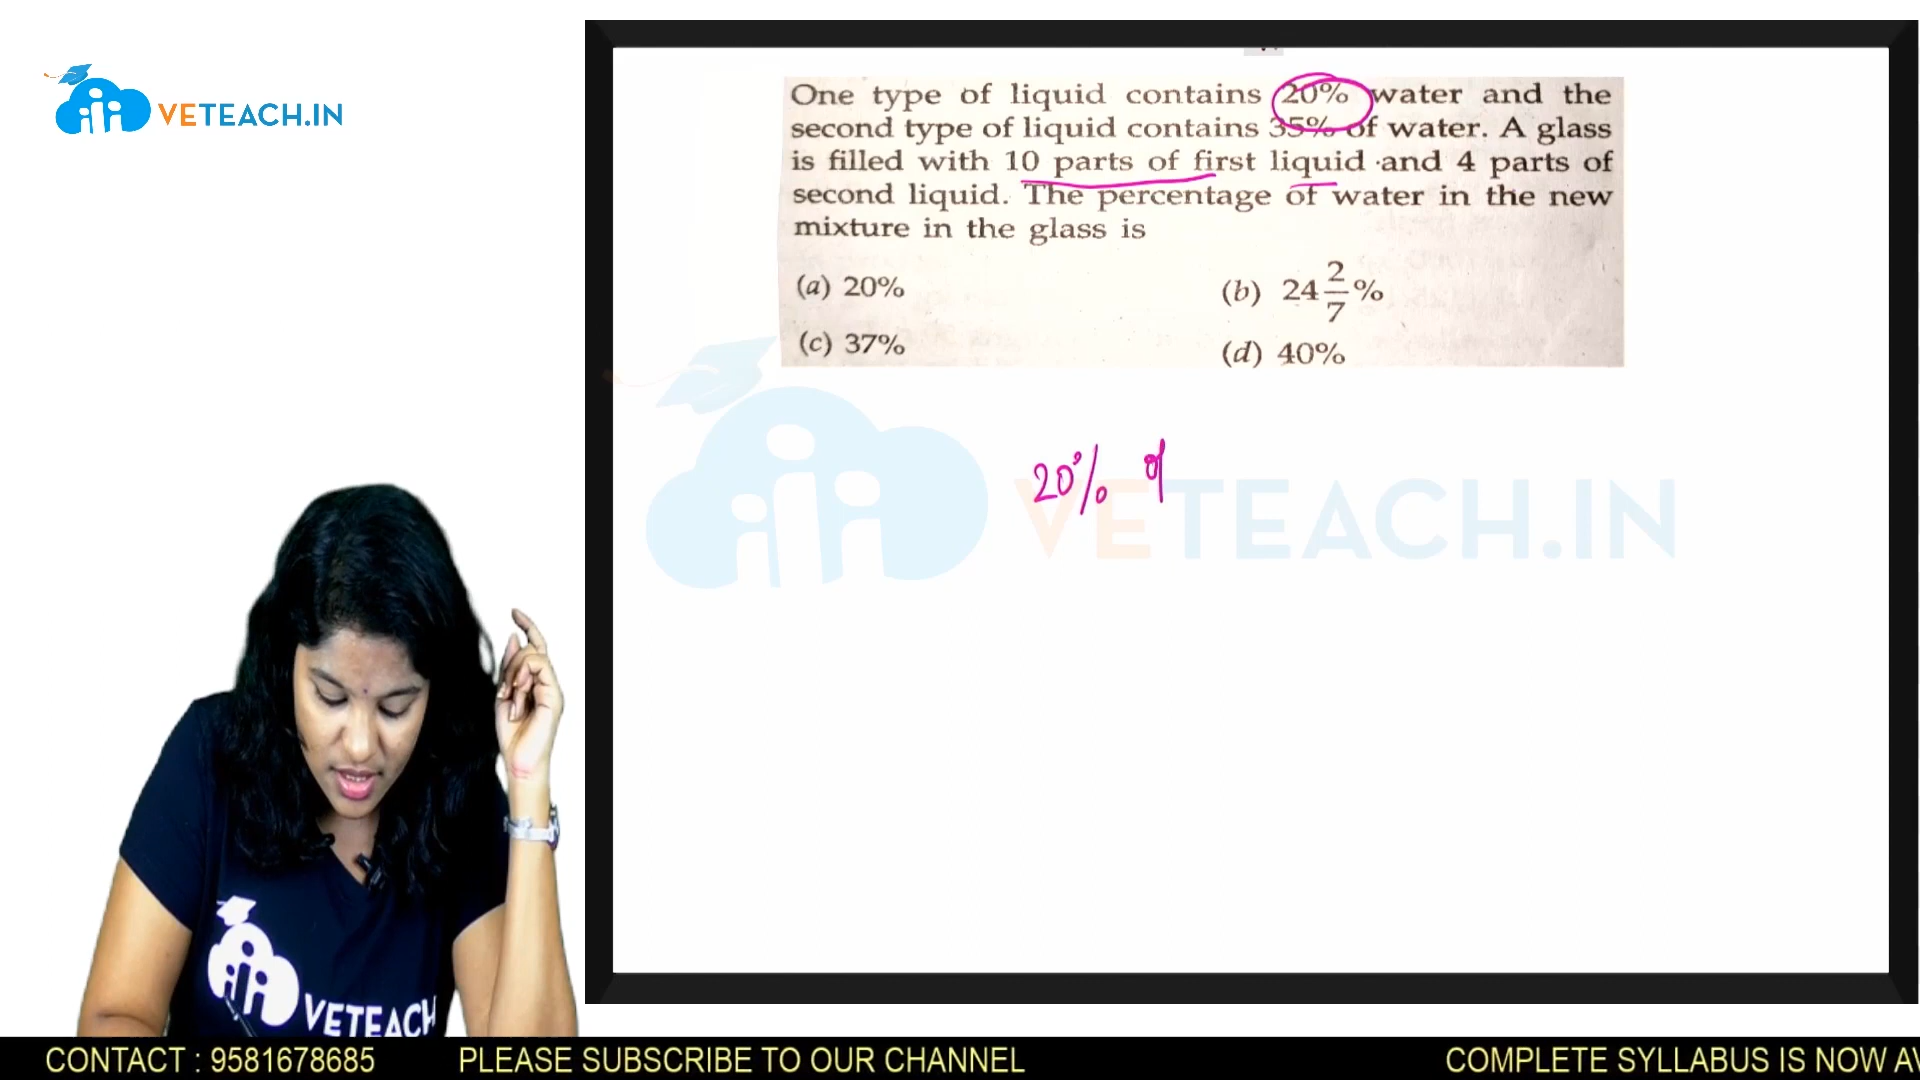 VETEACH.IN
One type of liquid contains 20% water and the
second type of liquid contains 35% of water. A glass
is filled with 10 parts of first liquid and 4 parts of
second liquid. The percentage of water in the new
mixture in the glass is
(a) 20%
(b) 24 2/7 %
(c) 37%
(d) 40%
20% of
VETEACH.IN
VETEACH
CONTACT : 9581678685
PLEASE SUBSCRIBE TO OUR CHANNEL
COMPLETE SYLLABUS IS NOW AV